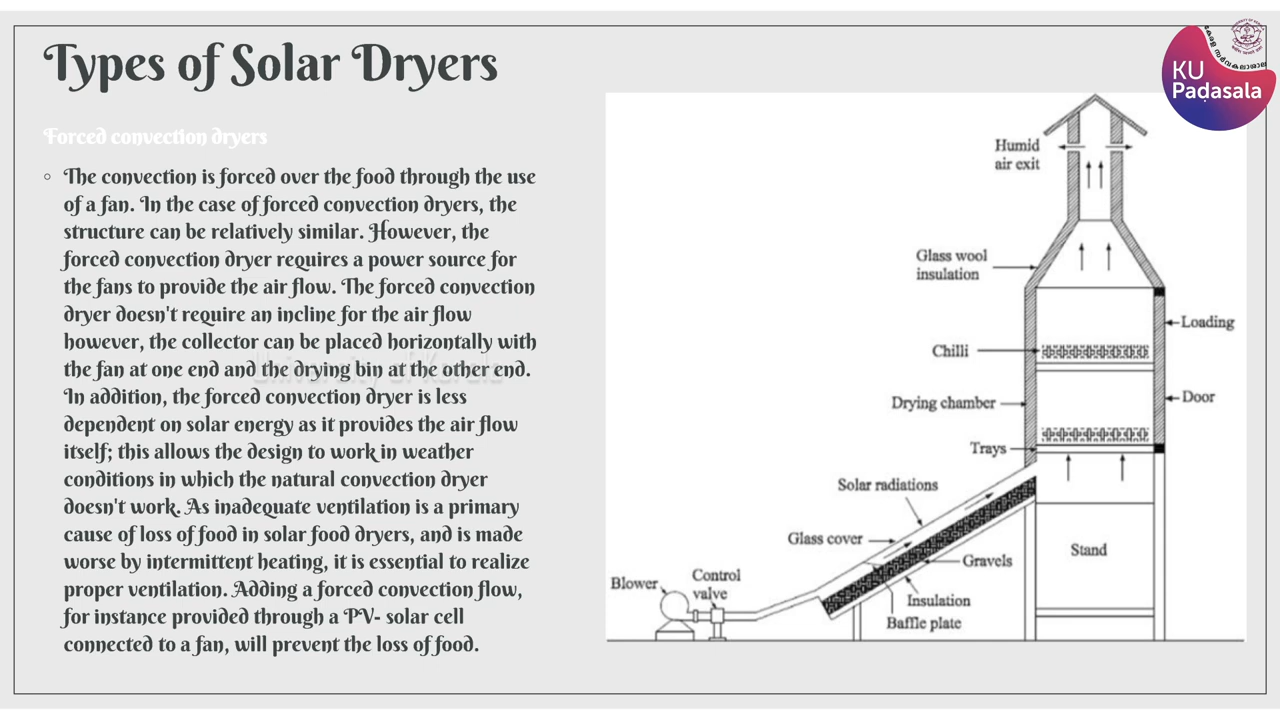 Types of Solar Dryers
Forced convection dryers
The convection is forced over the food through the use
of a fan. In the case of forced convection dryers, the
structure can be relatively similar. However, the
forced convection dryer requires a power source for
the fans to provide the air flow. The forced convection
dryer doesn't require an incline for the air flow
however, the collector can be placed horizontally with
the fan at one end and the drying bin at the other end.
In addition, the forced convection dryer is less
dependent on solar energy as it provides the air flow
itself; this allows the design to work in weather
conditions in which the natural convection dryer
doesn't work. As inadequate ventilation is a primary
cause of loss of food in solar food dryers, and is made
worse by intermittent heating, it is essential to realize
proper ventilation. Adding a forced convection flow,
for instance provided through a PV- solar cell
connected to a fan, will prevent the loss of food.
University of Kerala
KU
Paḍasala
Humid
air exit
Glass wool
insulation
Loading
Chilli
Drying chamber
Door
Trays
Solar radiations
Glass cover
Stand
Gravels
Blower
Control
valve
Insulation
Baffle plate